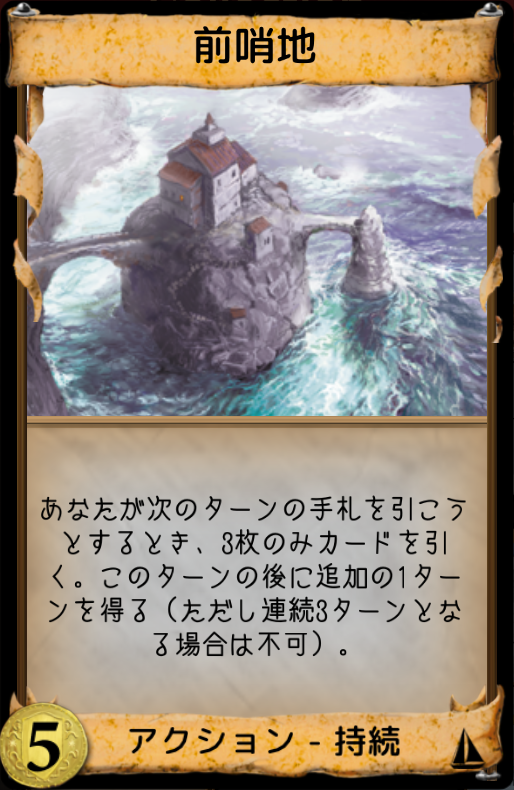 前哨地
あなたが次のターンの手札を引こう
とするとき、3枚のみカードを引
く。このターンの後に追加の1ター
ンを得る（ただし連続3ターンとな
る場合は不可）。
5
アクション - 持続